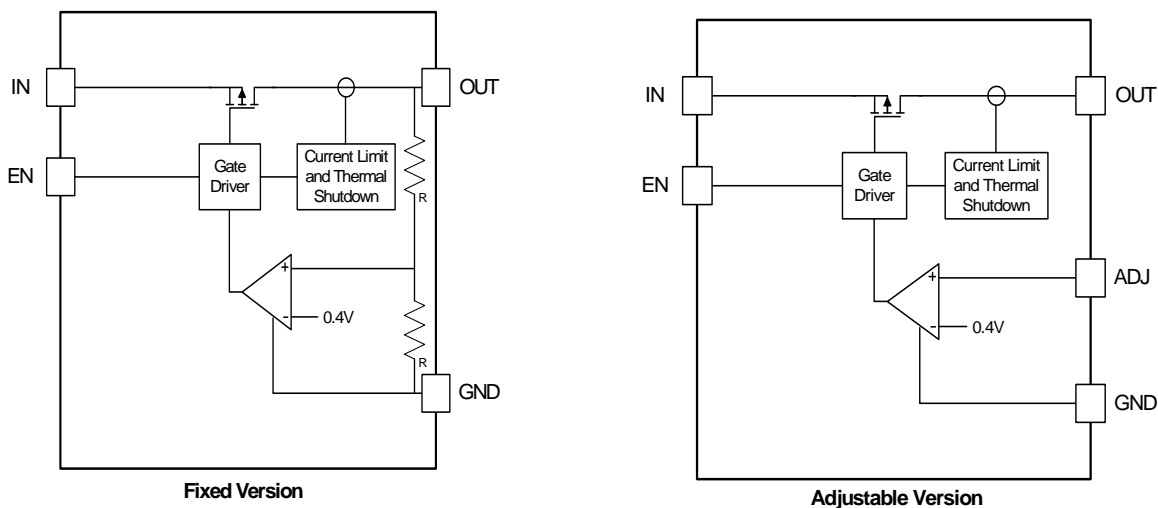 IN
OUT
EN
Gate
Driver
Current Limit
and Thermal
Shutdown
R
+
-
0.4V
R
GND
Fixed Version
IN
OUT
EN
Gate
Driver
Current Limit
and Thermal
Shutdown
ADJ
+
-
0.4V
GND
Adjustable Version